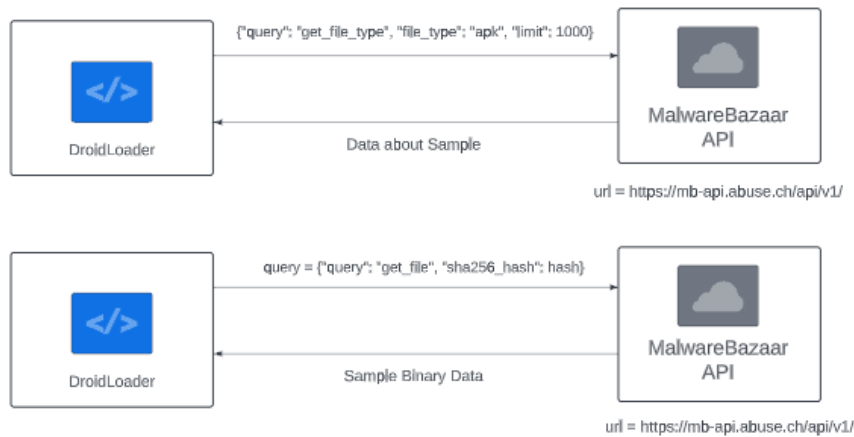 {"query": "get_file_type", "file_type": "apk", "limit": 1000}
</>
DroidLoader
MalwareBazaar
API
Data about Sample
url = https://mb-api.abuse.ch/api/v1/
query = {"query": "get_file", "sha256_hash": hash}
</>
DroidLoader
MalwareBazaar
API
Sample Binary Data
url = https://mb-api.abuse.ch/api/v1/